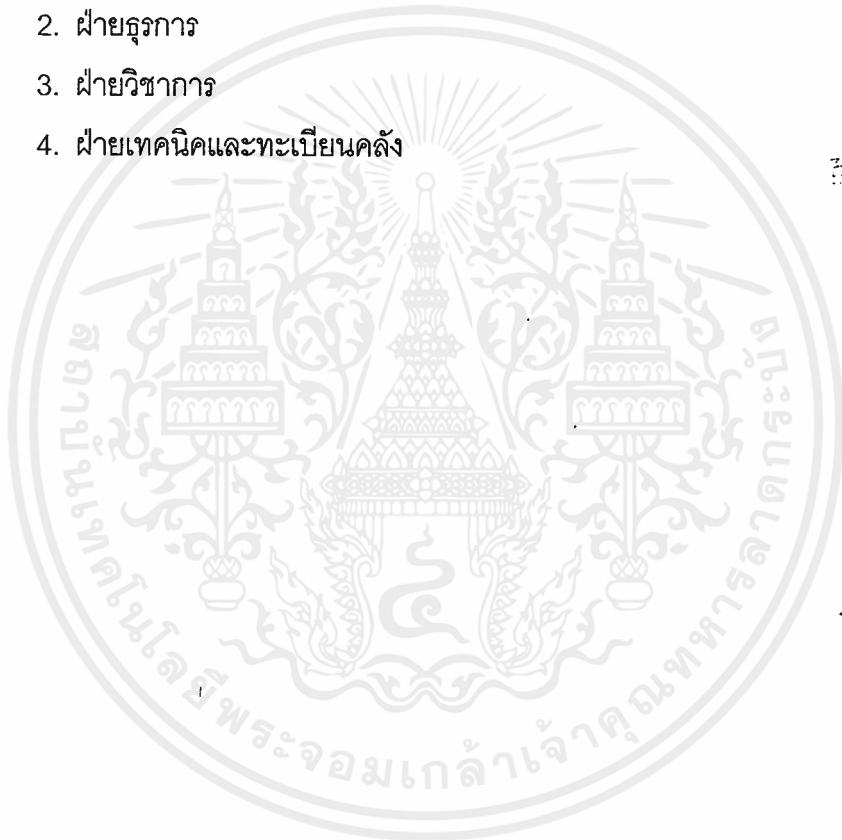 2. ฝ่ายธุรการ
3. ฝ่ายวิชาการ
4. ฝ่ายเทคนิคและทะเบียนคลัง
สถาบันเทคโนโลยีพระจอมเกล้าเจ้าคุณทหารลาดกระบัง